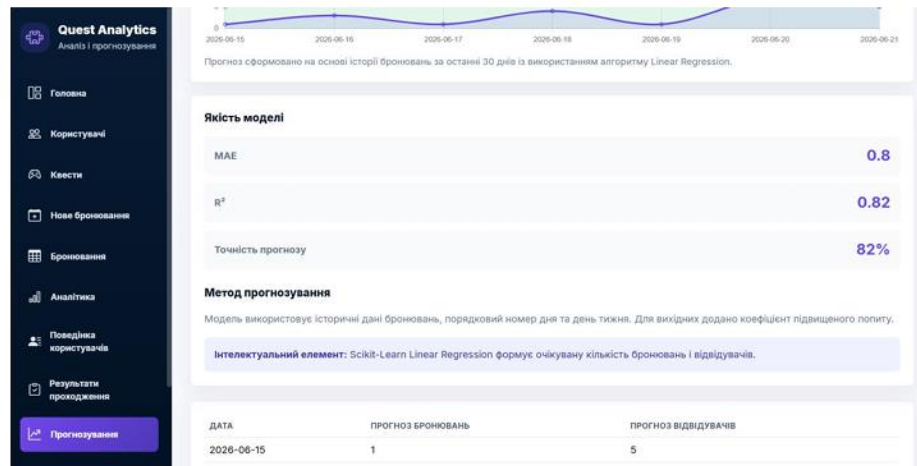 Quest Analytics
Аналіз і прогнозування
Головна
Користувачі
Квести
Нове бронювання
Бронювання
Аналітика
Поведінка
користувачів
Результати
проходження
Прогнозування
0
2026-06-15 2026-06-16 2026-06-17 2026-06-18 2026-06-19 2026-06-20 2026-06-21
Прогноз сформовано на основі історії бронювань за останні 30 днів із використанням алгоритму Linear Regression.
Якість моделі
MAE 0.8
R² 0.82
Точність прогнозу 82%
Метод прогнозування
Модель використовує історичні дані бронювань, порядковий номер дня та день тижня. Для вихідних додано коефіцієнт підвищеного попиту.
Інтелектуальний елемент: Scikit-Learn Linear Regression формує очікувану кількість бронювань і відвідувачів.
ДАТА ПРОГНОЗ БРОНЮВАНЬ ПРОГНОЗ ВІДВІДУВАЧІВ
2026-06-15 1 5